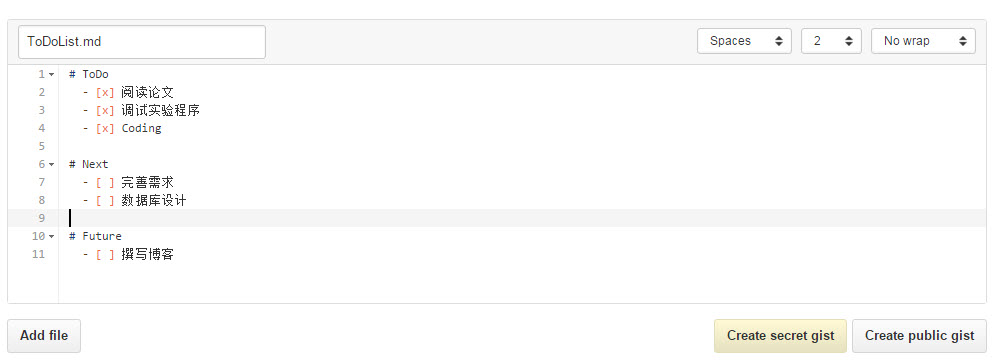 ToDoList.md
Spaces 2 No wrap
1 # ToDo
2 - [x] 阅读论文
3 - [x] 调试实验程序
4 - [x] Coding
5
6 # Next
7 - [ ] 完善需求
8 - [ ] 数据库设计
9
10 # Future
11 - [ ] 撰写博客
Add file Create secret gist Create public gist